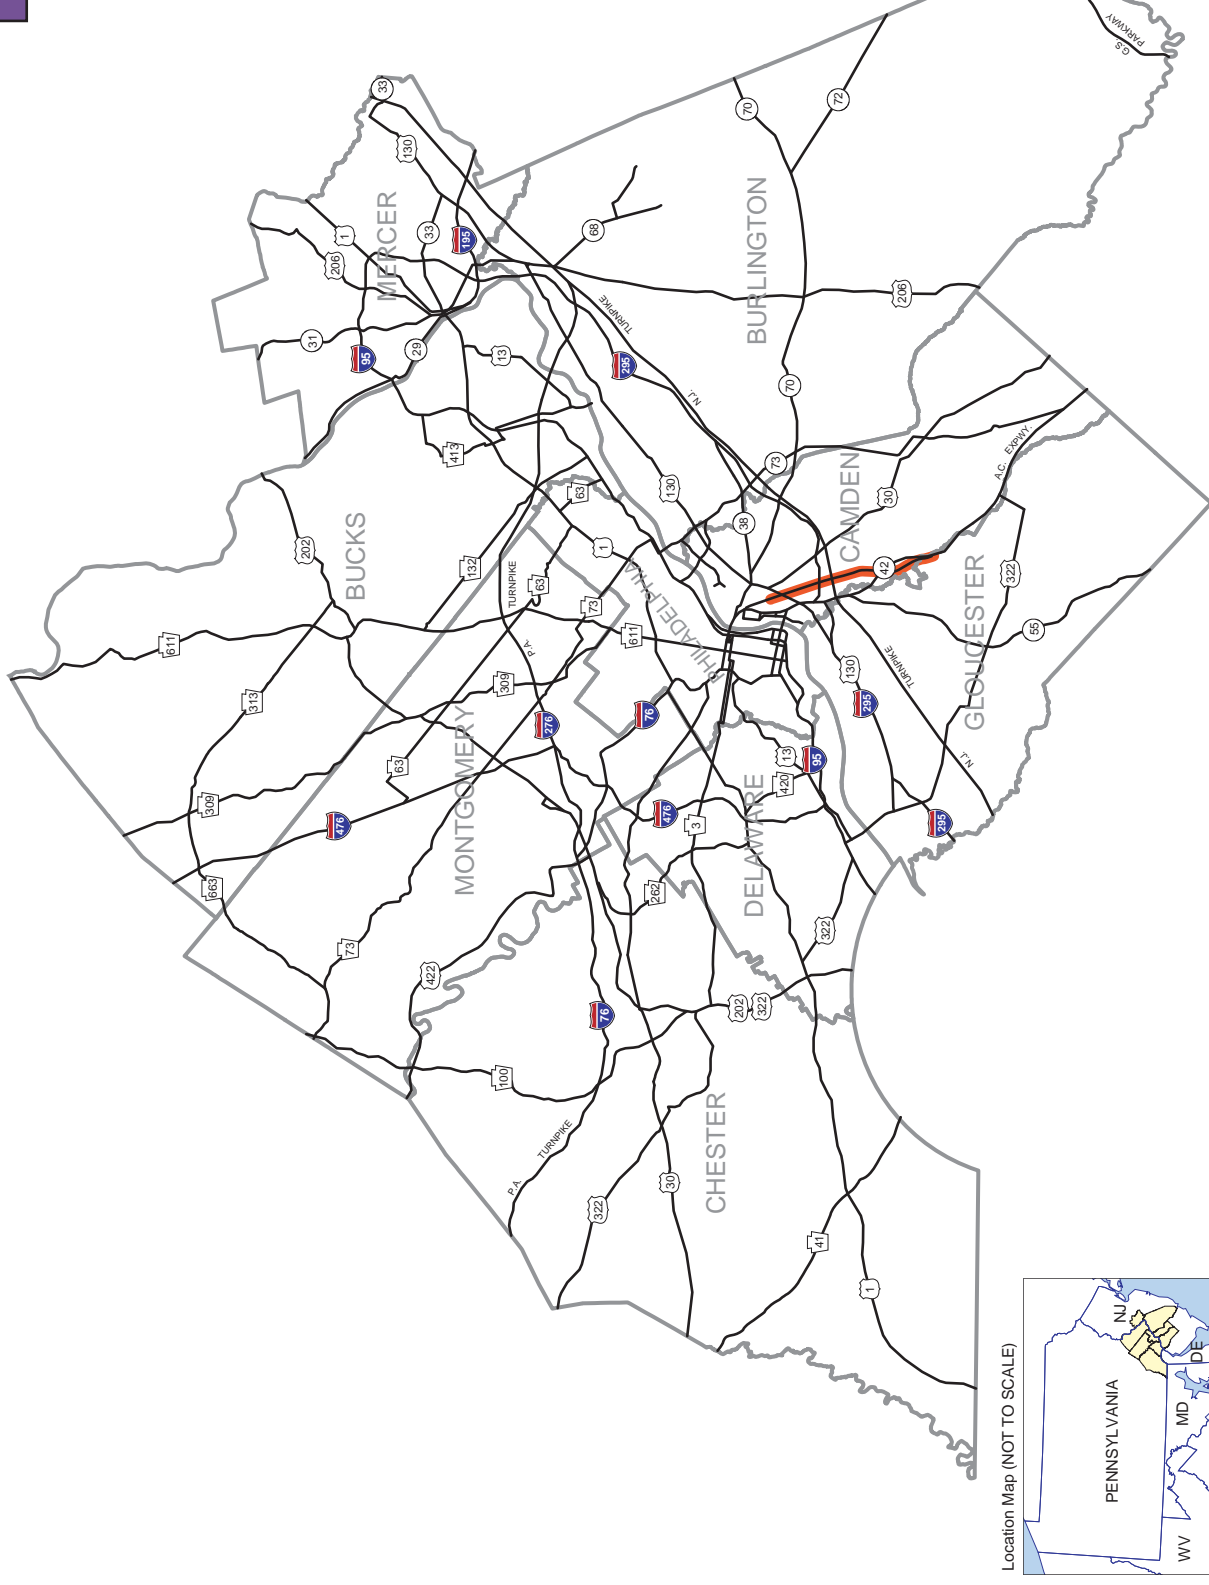 33
130
G.S.
PARKWAY
70
72
MERCER
1
206
33
195
68
BURLINGTON
31
95
29
13
TURNPIKE
295
N.J.
206
70
413
BUCKS
202
63
130
73
38
CAMDEN
30
A.C. EXPWY.
132
TURNPIKE
63
1
42
322
GLOUCESTER
611
73
PHILADELPHIA
611
P.A.
55
313
309
130
TURNPIKE
295
N.J.
276
76
63
13
95
309
MONTGOMERY
476
476
420
3
DELAWARE
295
663
262
73
322
422
76
202
322
100
CHESTER
TURNPIKE
P.A.
322
30
41
1
Location Map (NOT TO SCALE)
PENNSYLVANIA
NJ
MD
DE
WV